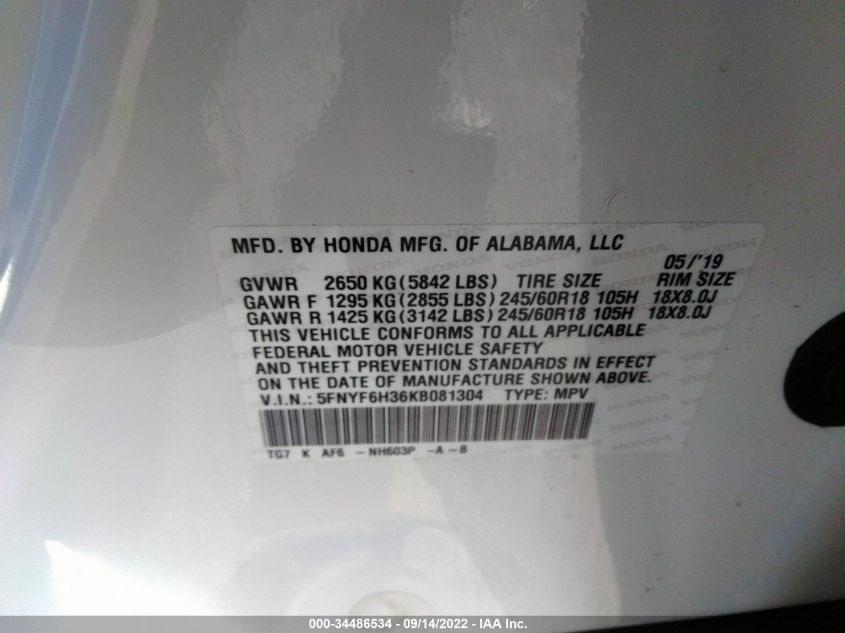 MFD. BY HONDA MFG. OF ALABAMA, LLC
05/'19
GVWR 2650 KG (5842 LBS) TIRE SIZE RIM SIZE
GAWR F 1295 KG (2855 LBS) 245/60R18 105H 18X8.0J
GAWR R 1425 KG (3142 LBS) 245/60R18 105H 18X8.0J
THIS VEHICLE CONFORMS TO ALL APPLICABLE
FEDERAL MOTOR VEHICLE SAFETY
AND THEFT PREVENTION STANDARDS IN EFFECT
ON THE DATE OF MANUFACTURE SHOWN ABOVE.
V.I.N.: 5FNYF6H36KB081304 TYPE: MPV
TG7 K AF6 -NH603P -A-B
000-34486534 - 09/14/2022 - IAA Inc.